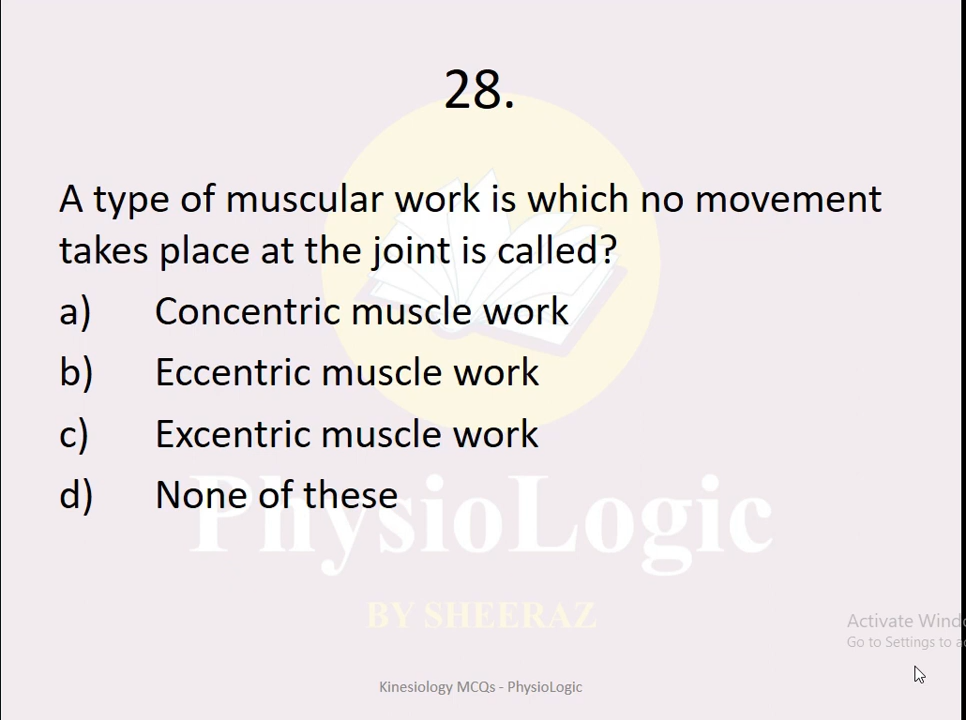 28.
A type of muscular work is which no movement
takes place at the joint is called?
a) Concentric muscle work
b) Eccentric muscle work
c) Excentric muscle work
d) None of these
PhysioLogic
BY SHEERAZ
Activate Windo
Go to Settings to a
Kinesiology MCQs - PhysioLogic